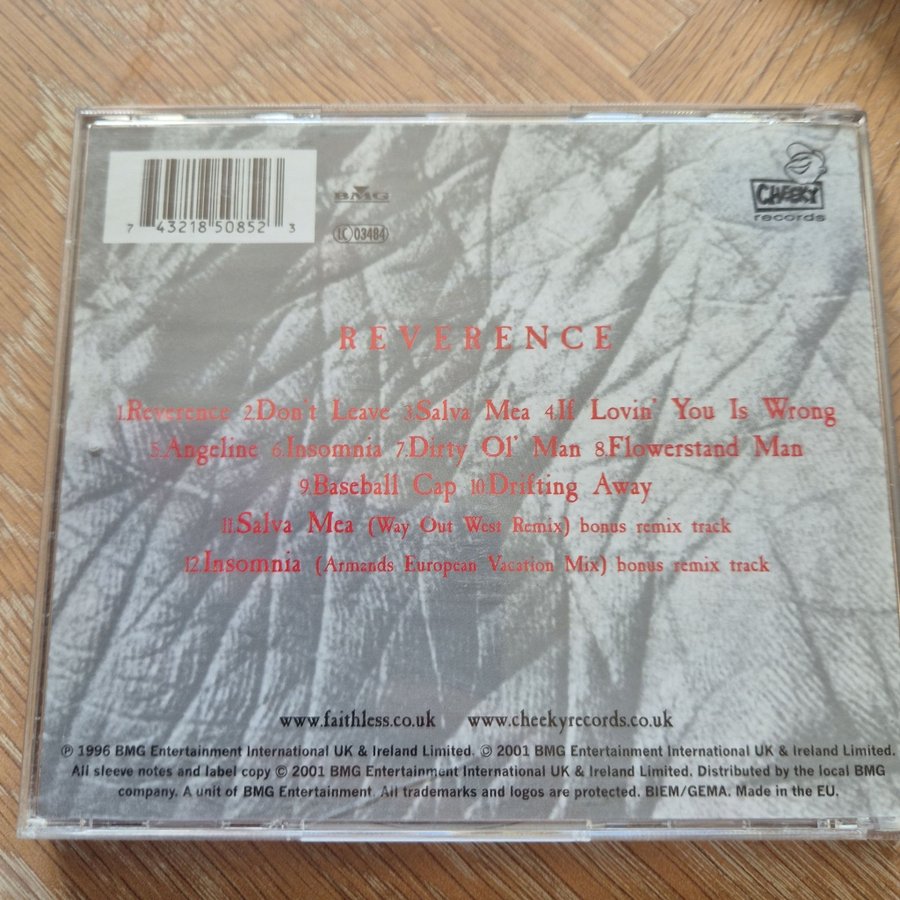 7 43218 50852 3
BMG
LC 03484
CHEEKY
records
REVERENCE
1.Reverence 2.Don't Leave 3.Salva Mea 4.If Lovin' You Is Wrong
5.Angeline 6.Insomnia 7.Dirty Ol' Man 8.Flowerstand Man
9.Baseball Cap 10.Drifting Away
11.Salva Mea (Way Out West Remix) bonus remix track
12.Insomnia (Armands European Vacation Mix) bonus remix track
www.faithless.co.uk www.cheekyrecords.co.uk
℗ 1996 BMG Entertainment International UK & Ireland Limited. ℗ 2001 BMG Entertainment International UK & Ireland Limited.
All sleeve notes and label copy © 2001 BMG Entertainment International UK & Ireland Limited. Distributed by the local BMG
company. A unit of BMG Entertainment. All trademarks and logos are protected. BIEM/GEMA. Made in the EU.